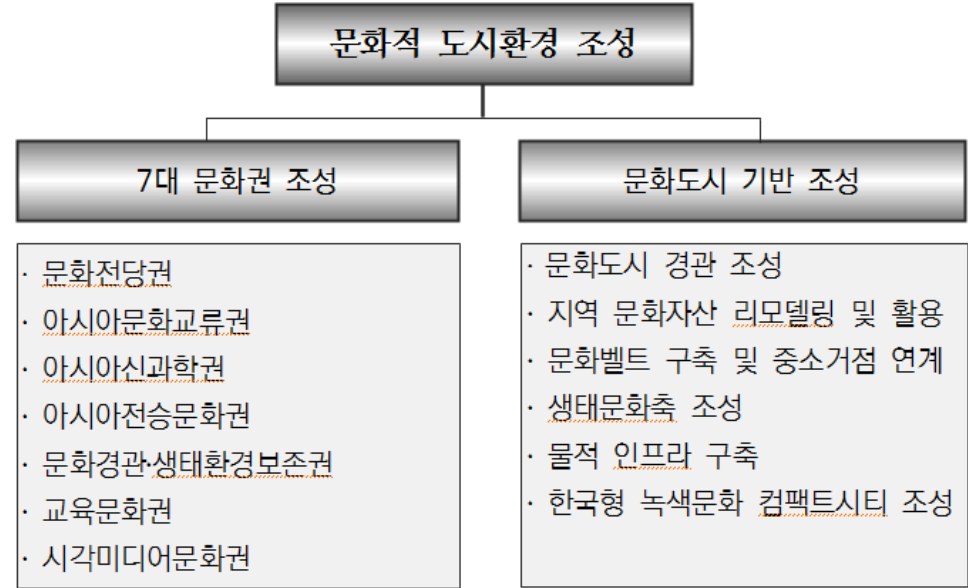 문화적 도시환경 조성
7대 문화권 조성
· 문화전당권
· 아시아문화교류권
· 아시아신과학권
· 아시아전승문화권
· 문화경관·생태환경보존권
· 교육문화권
· 시각미디어문화권
문화도시 기반 조성
· 문화도시 경관 조성
· 지역 문화자산 리모델링 및 활용
· 문화벨트 구축 및 중소거점 연계
· 생태문화축 조성
· 물적 인프라 구축
· 한국형 녹색문화 컴팩트시티 조성